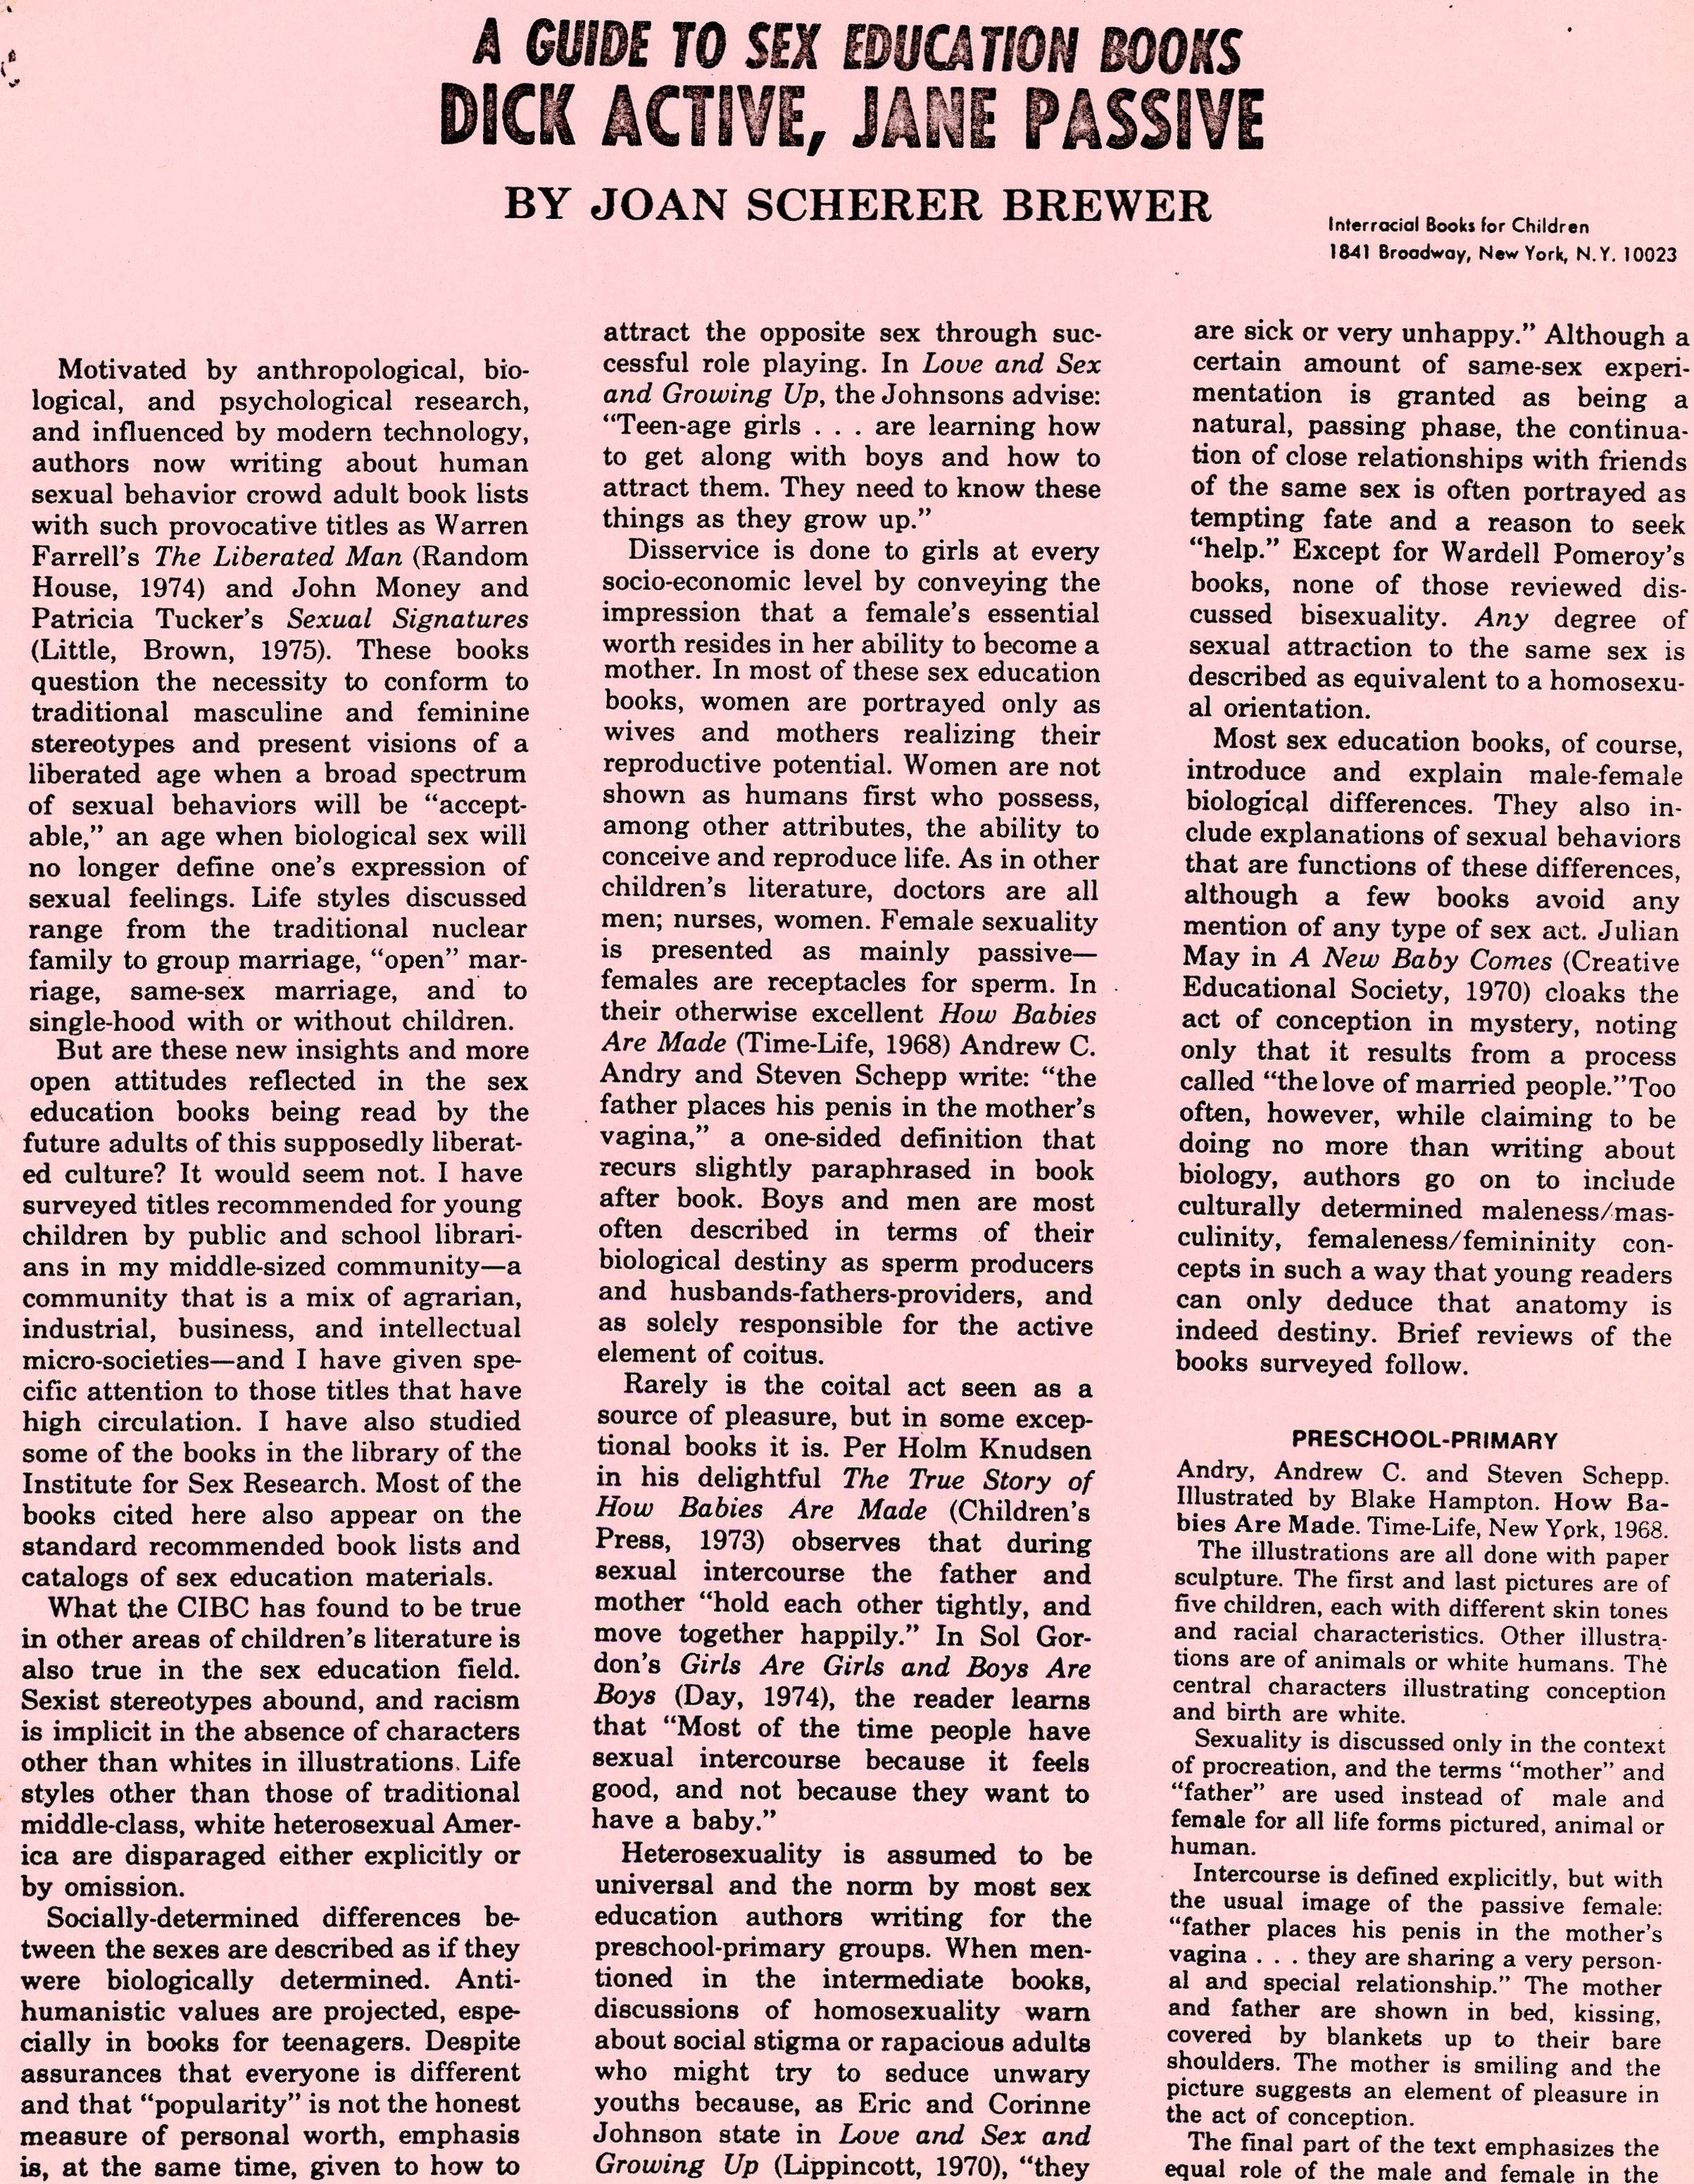 A GUIDE TO SEX EDUCATION BOOKS
DICK ACTIVE, JANE PASSIVE
BY JOAN SCHERER BREWER
Interracial Books for Children
1841 Broadway, New York, N.Y. 10023
Motivated by anthropological, bio-
logical, and psychological research,
and influenced by modern technology,
authors now writing about human
sexual behavior crowd adult book lists
with such provocative titles as Warren
Farrell's The Liberated Man (Random
House, 1974) and John Money and
Patricia Tucker's Sexual Signatures
(Little, Brown, 1975). These books
question the necessity to conform to
traditional masculine and feminine
stereotypes and present visions of a
liberated age when a broad spectrum
of sexual behaviors will be “accept-
able,” an age when biological sex will
no longer define one's expression of
sexual feelings. Life styles discussed
range from the traditional nuclear
family to group marriage, “open” mar-
riage, same-sex marriage, and to
single-hood with or without children.
But are these new insights and more
open attitudes reflected in the sex
education books being read by the
future adults of this supposedly liberat-
ed culture? It would seem not. I have
surveyed titles recommended for young
children by public and school librari-
ans in my middle-sized community—a
community that is a mix of agrarian,
industrial, business, and intellectual
micro-societies—and I have given spe-
cific attention to those titles that have
high circulation. I have also studied
some of the books in the library of the
Institute for Sex Research. Most of the
books cited here also appear on the
standard recommended book lists and
catalogs of sex education materials.
What the CIBC has found to be true
in other areas of children's literature is
also true in the sex education field.
Sexist stereotypes abound, and racism
is implicit in the absence of characters
other than whites in illustrations. Life
styles other than those of traditional
middle-class, white heterosexual Amer-
ica are disparaged either explicitly or
by omission.
Socially-determined differences be-
tween the sexes are described as if they
were biologically determined. Anti-
humanistic values are projected, espe-
cially in books for teenagers. Despite
assurances that everyone is different
and that “popularity” is not the honest
measure of personal worth, emphasis
is, at the same time, given to how to
attract the opposite sex through suc-
cessful role playing. In Love and Sex
and Growing Up, the Johnsons advise:
“Teen-age girls . . . are learning how
to get along with boys and how to
attract them. They need to know these
things as they grow up.”
Disservice is done to girls at every
socio-economic level by conveying the
impression that a female's essential
worth resides in her ability to become a
mother. In most of these sex education
books, women are portrayed only as
wives and mothers realizing their
reproductive potential. Women are not
shown as humans first who possess,
among other attributes, the ability to
conceive and reproduce life. As in other
children's literature, doctors are all
men; nurses, women. Female sexuality
is presented as mainly passive—
females are receptacles for sperm. In
their otherwise excellent How Babies
Are Made (Time-Life, 1968) Andrew C.
Andry and Steven Schepp write: “the
father places his penis in the mother's
vagina,” a one-sided definition that
recurs slightly paraphrased in book
after book. Boys and men are most
often described in terms of their
biological destiny as sperm producers
and husbands-fathers-providers, and
as solely responsible for the active
element of coitus.
Rarely is the coital act seen as a
source of pleasure, but in some excep-
tional books it is. Per Holm Knudsen
in his delightful The True Story of
How Babies Are Made (Children's
Press, 1973) observes that during
sexual intercourse the father and
mother “hold each other tightly, and
move together happily.” In Sol Gor-
don's Girls Are Girls and Boys Are
Boys (Day, 1974), the reader learns
that “Most of the time people have
sexual intercourse because it feels
good, and not because they want to
have a baby.”
Heterosexuality is assumed to be
universal and the norm by most sex
education authors writing for the
preschool-primary groups. When men-
tioned in the intermediate books,
discussions of homosexuality warn
about social stigma or rapacious adults
who might try to seduce unwary
youths because, as Eric and Corinne
Johnson state in Love and Sex and
Growing Up (Lippincott, 1970), “they
are sick or very unhappy.” Although a
certain amount of same-sex experi-
mentation is granted as being a
natural, passing phase, the continua-
tion of close relationships with friends
of the same sex is often portrayed as
tempting fate and a reason to seek
“help.” Except for Wardell Pomeroy's
books, none of those reviewed dis-
cussed bisexuality. Any degree of
sexual attraction to the same sex is
described as equivalent to a homosexu-
al orientation.
Most sex education books, of course,
introduce and explain male-female
biological differences. They also in-
clude explanations of sexual behaviors
that are functions of these differences,
although a few books avoid any
mention of any type of sex act. Julian
May in A New Baby Comes (Creative
Educational Society, 1970) cloaks the
act of conception in mystery, noting
only that it results from a process
called “the love of married people.” Too
often, however, while claiming to be
doing no more than writing about
biology, authors go on to include
culturally determined maleness/mas-
culinity, femaleness/femininity con-
cepts in such a way that young readers
can only deduce that anatomy is
indeed destiny. Brief reviews of the
books surveyed follow.
PRESCHOOL-PRIMARY
Andry, Andrew C. and Steven Schepp.
Illustrated by Blake Hampton. How Ba-
bies Are Made. Time-Life, New York, 1968.
The illustrations are all done with paper
sculpture. The first and last pictures are of
five children, each with different skin tones
and racial characteristics. Other illustra-
tions are of animals or white humans. The
central characters illustrating conception
and birth are white.
Sexuality is discussed only in the context
of procreation, and the terms “mother” and
“father” are used instead of male and
female for all life forms pictured, animal or
human.
Intercourse is defined explicitly, but with
the usual image of the passive female:
“father places his penis in the mother's
vagina . . . they are sharing a very person-
al and special relationship.” The mother
and father are shown in bed, kissing,
covered by blankets up to their bare
shoulders. The mother is smiling and the
picture suggests an element of pleasure in
the act of conception.
The final part of the text emphasizes the
equal role of the male and female in the